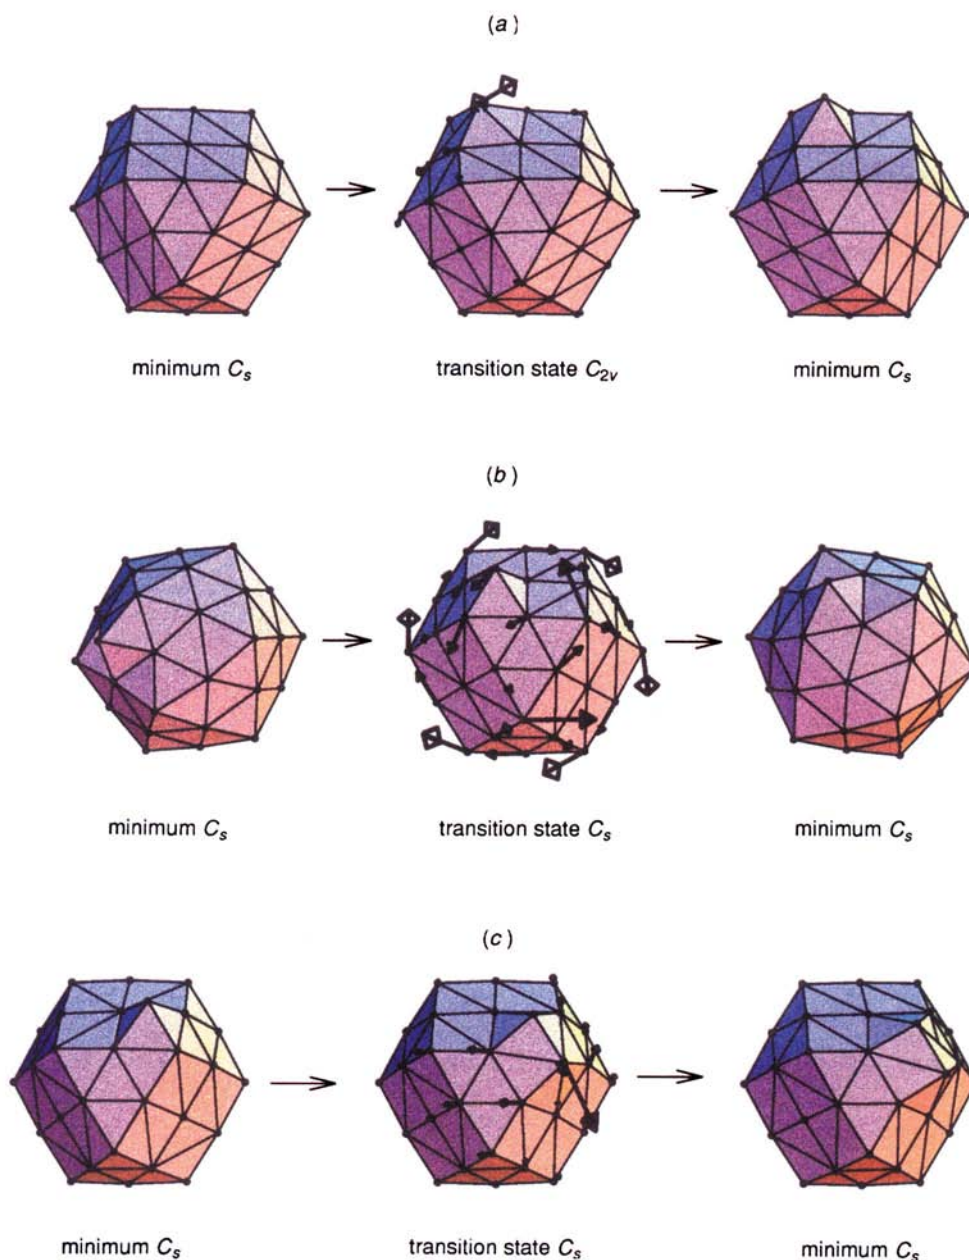 (a)
minimum Cs transition state C2v minimum Cs
(b)
minimum Cs transition state Cs minimum Cs
(c)
minimum Cs transition state Cs minimum Cs